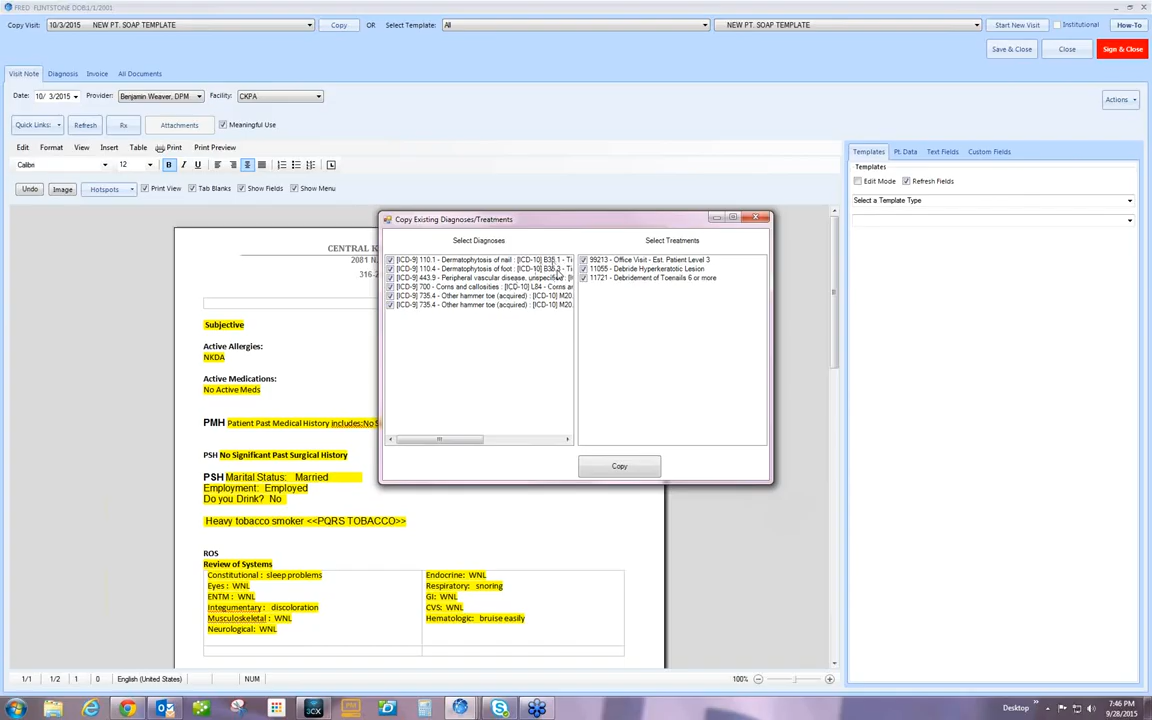 FRED FLINTSTONE DOB:1/1/2001
Copy Visit: 10/3/2015 NEW PT. SOAP TEMPLATE Copy OR Select Template: All NEW PT. SOAP TEMPLATE Start New Visit Institutional How-To
Save & Close Close Sign & Close
Visit Note Diagnosis Invoice All Documents
Date: 10/ 3/2015 Provider: Benjamin Weaver, DPM Facility: CKPA Actions
Quick Links: Refresh Rx Attachments Meaningful Use
Edit Format View Insert Table Print Print Preview
Calibri 12 B I U
Undo Image Hotspots Print View Tab Blanks Show Fields Show Menu
Templates Pt. Data Text Fields Custom Fields
Templates
Edit Mode Refresh Fields
Select a Template Type
Copy Existing Diagnoses/Treatments
Select Diagnoses
[ICD-9] 110.1 - Dermatophytosis of nail : [ICD-10] B35.1 - Ti
[ICD-9] 110.4 - Dermatophytosis of foot : [ICD-10] B35.3 - Ti
[ICD-9] 443.9 - Peripheral vascular disease, unspecified : [I
[ICD-9] 700 - Corns and callosities : [ICD-10] L84 - Corns ar
[ICD-9] 735.4 - Other hammer toe (acquired) : [ICD-10] M20.
[ICD-9] 735.4 - Other hammer toe (acquired) : [ICD-10] M20.
Select Treatments
99213 - Office Visit - Est. Patient Level 3
11055 - Debride Hyperkeratotic Lesion
11721 - Debridement of Toenails 6 or more
Copy
CENTRAL K
2081 N.
316-2
Subjective
Active Allergies:
NKDA
Active Medications:
No Active Meds
PMH Patient Past Medical History includes:No S
PSH No Significant Past Surgical History
PSH Marital Status: Married
Employment: Employed
Do you Drink? No
Heavy tobacco smoker <<PQRS TOBACCO>>
ROS
Review of Systems
Constitutional : sleep problems
Eyes : WNL
ENTM : WNL
Integumentary : discoloration
Musculoskeletal : WNL
Neurological: WNL
Endocrine: WNL
Respiratory: snoring
GI: WNL
CVS: WNL
Hematologic: bruise easily
1/1 1/2 1 0 English (United States) NUM 100%
3CX PM Desktop 7:46 PM
9/28/2015